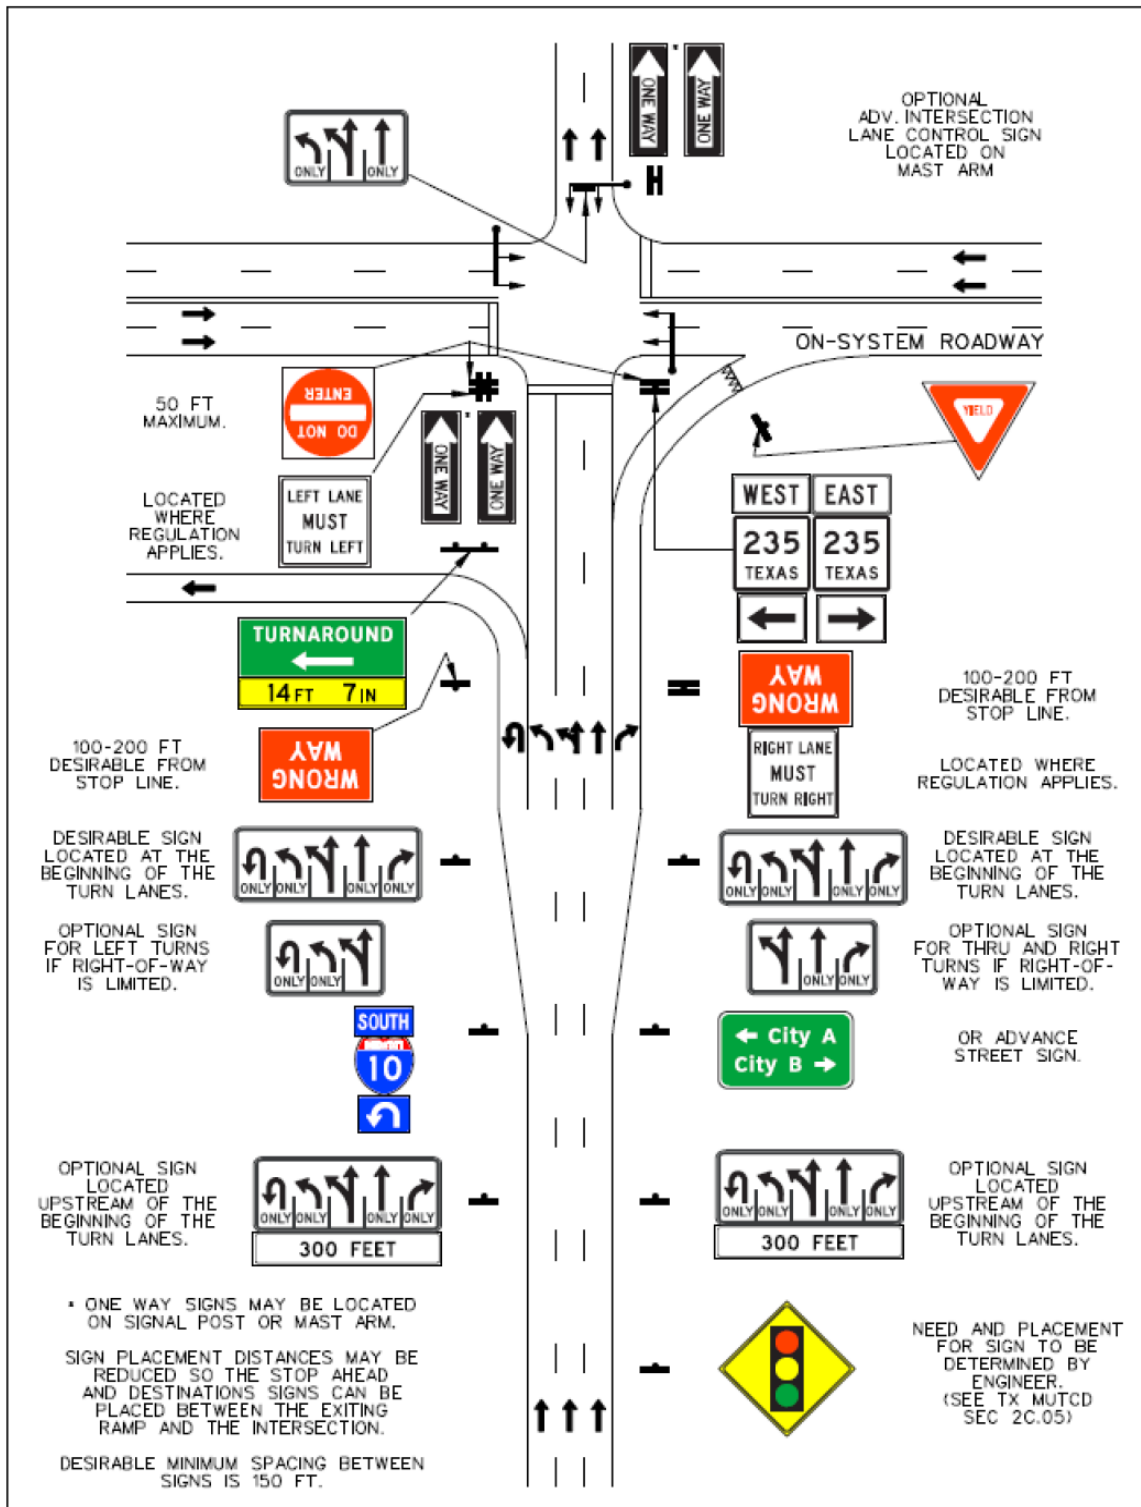 ONE WAY
ONE WAY
OPTIONAL
ADV. INTERSECTION
LANE CONTROL SIGN
LOCATED ON
MAST ARM
ONLY
ONLY
ON-SYSTEM ROADWAY
50 FT
MAXIMUM.
DO NOT
ENTER
YIELD
LOCATED
WHERE
REGULATION
APPLIES.
LEFT LANE
MUST
TURN LEFT
ONE WAY
ONE WAY
WEST
EAST
235
TEXAS
235
TEXAS
TURNAROUND
14 FT 7 IN
WRONG
WAY
100-200 FT
DESIRABLE FROM
STOP LINE.
100-200 FT
DESIRABLE FROM
STOP LINE.
WRONG
WAY
RIGHT LANE
MUST
TURN RIGHT
LOCATED WHERE
REGULATION APPLIES.
DESIRABLE SIGN
LOCATED AT THE
BEGINNING OF THE
TURN LANES.
ONLY ONLY ONLY ONLY
ONLY ONLY ONLY ONLY
DESIRABLE SIGN
LOCATED AT THE
BEGINNING OF THE
TURN LANES.
OPTIONAL SIGN
FOR LEFT TURNS
IF RIGHT-OF-WAY
IS LIMITED.
ONLY ONLY
ONLY ONLY
OPTIONAL SIGN
FOR THRU AND RIGHT
TURNS IF RIGHT-OF-
WAY IS LIMITED.
SOUTH
10
← City A
City B →
OR ADVANCE
STREET SIGN.
OPTIONAL SIGN
LOCATED
UPSTREAM OF THE
BEGINNING OF THE
TURN LANES.
ONLY ONLY ONLY ONLY
300 FEET
ONLY ONLY ONLY ONLY
300 FEET
OPTIONAL SIGN
LOCATED
UPSTREAM OF THE
BEGINNING OF THE
TURN LANES.
* ONE WAY SIGNS MAY BE LOCATED
ON SIGNAL POST OR MAST ARM.
SIGN PLACEMENT DISTANCES MAY BE
REDUCED SO THE STOP AHEAD
AND DESTINATIONS SIGNS CAN BE
PLACED BETWEEN THE EXITING
RAMP AND THE INTERSECTION.
DESIRABLE MINIMUM SPACING BETWEEN
SIGNS IS 150 FT.
NEED AND PLACEMENT
FOR SIGN TO BE
DETERMINED BY
ENGINEER.
(SEE TX MUTCD
SEC 2C.05)